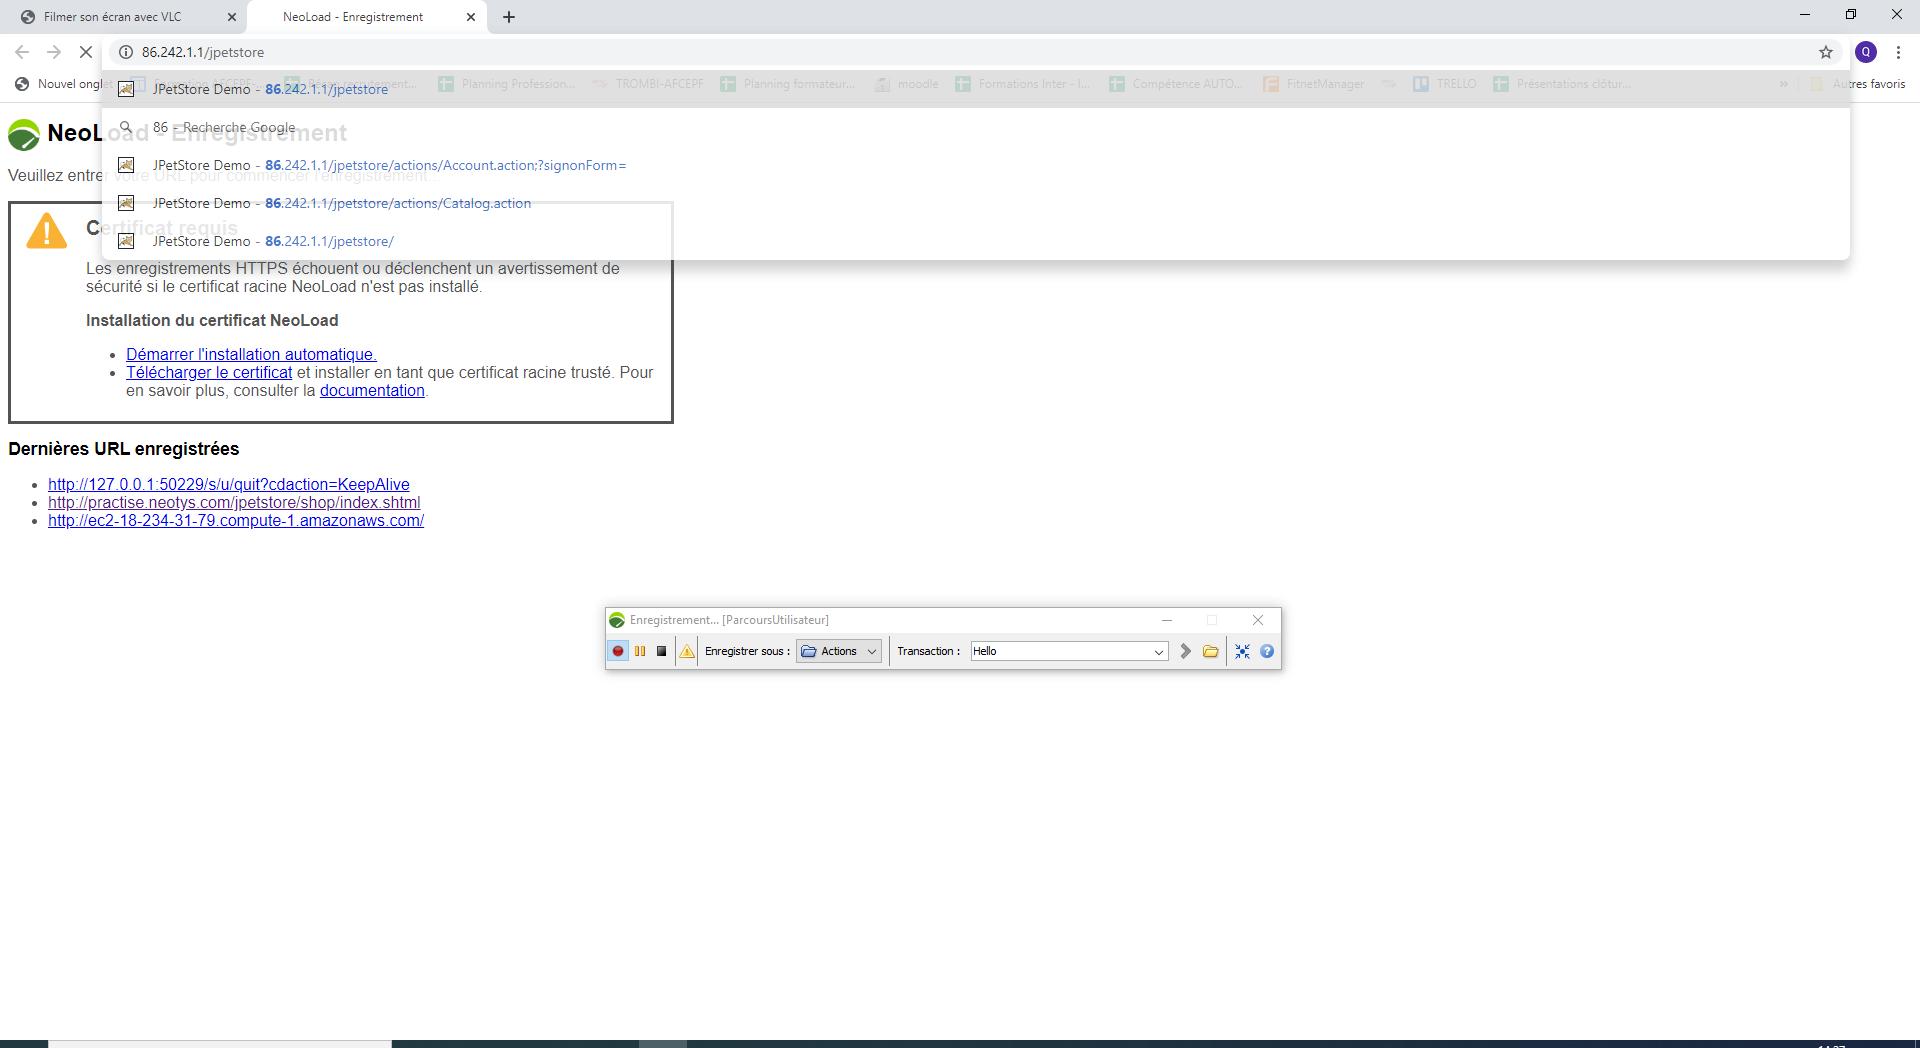 Filmer son écran avec VLC
NeoLoad - Enregistrement
86.242.1.1/jpetstore
Q
Nouvel onglet
Formation AFCEPF-
recrutement...
Planning Profession...
TROMBI-AFCEPF
Planning formateur...
moodle
Formations Inter - I...
Compétence AUTO...
FitnetManager
TRELLO
Présentations clôtur...
»
Autres favoris
JPetStore Demo - 86.242.1.1/jpetstore
86 - Recherche Google
JPetStore Demo - 86.242.1.1/jpetstore/actions/Account.action;?signonForm=
JPetStore Demo - 86.242.1.1/jpetstore/actions/Catalog.action
JPetStore Demo - 86.242.1.1/jpetstore/
NeoLoad - Enregistrement
Veuillez entrer votre URL pour commencer l'enregistrement...
Certificat requis
Les enregistrements HTTPS échouent ou déclenchent un avertissement de
sécurité si le certificat racine NeoLoad n'est pas installé.
Installation du certificat NeoLoad
• Démarrer l'installation automatique.
• Télécharger le certificat et installer en tant que certificat racine trusté. Pour
en savoir plus, consulter la documentation.
Dernières URL enregistrées
• http://127.0.0.1:50229/s/u/quit?cdaction=KeepAlive
• http://practise.neotys.com/jpetstore/shop/index.shtml
• http://ec2-18-234-31-79.compute-1.amazonaws.com/
Enregistrement... [ParcoursUtilisateur]
Enregistrer sous :
Actions
Transaction :
Hello